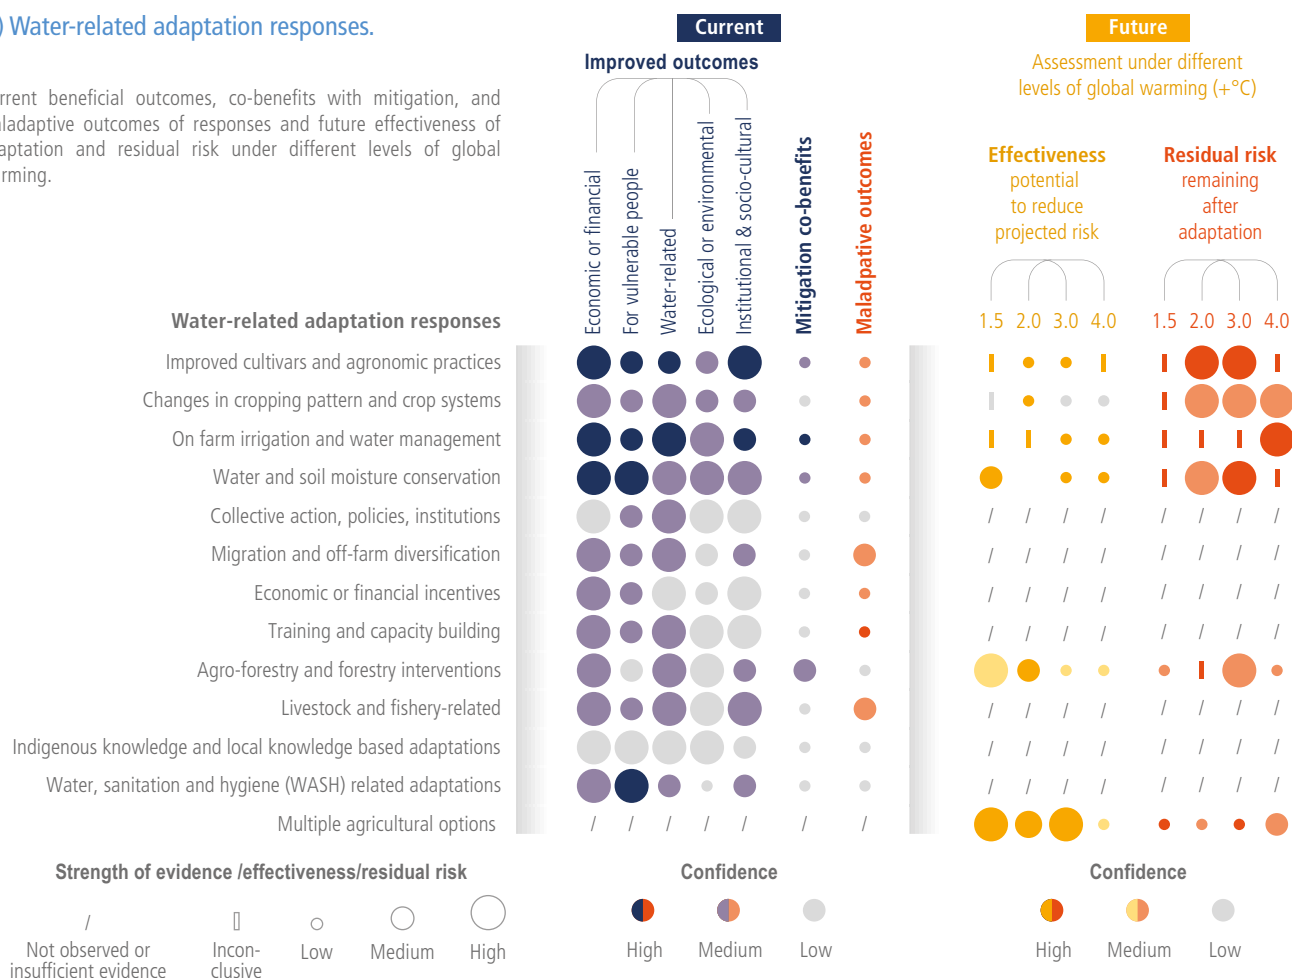 ) Water-related adaptation responses.
rrent beneficial outcomes, co-benefits with mitigation, and
aladaptive outcomes of responses and future effectiveness of
aptation and residual risk under different levels of global
rming.
Current
Improved outcomes
Economic or financial
For vulnerable people
Water-related
Ecological or environmental
Institutional & socio-cultural
Mitigation co-benefits
Maladpative outcomes
Future
Assessment under different
levels of global warming (+°C)
Effectiveness
potential
to reduce
projected risk
Residual risk
remaining
after
adaptation
1.5 2.0 3.0 4.0
1.5 2.0 3.0 4.0
Water-related adaptation responses
Improved cultivars and agronomic practices
Changes in cropping pattern and crop systems
On farm irrigation and water management
Water and soil moisture conservation
Collective action, policies, institutions
/ / / / / / / /
Migration and off-farm diversification
/ / / / / / / /
Economic or financial incentives
/ / / / / / / /
Training and capacity building
/ / / / / / / /
Agro-forestry and forestry interventions
Livestock and fishery-related
/ / / / / / / /
Indigenous knowledge and local knowledge based adaptations
/ / / / / / / /
Water, sanitation and hygiene (WASH) related adaptations
/ / / / / / / /
Multiple agricultural options
/ / / / / / /
Strength of evidence /effectiveness/residual risk
/
Not observed or
insufficient evidence
Incon-
clusive
Low
Medium
High
Confidence
High
Medium
Low
Confidence
High
Medium
Low